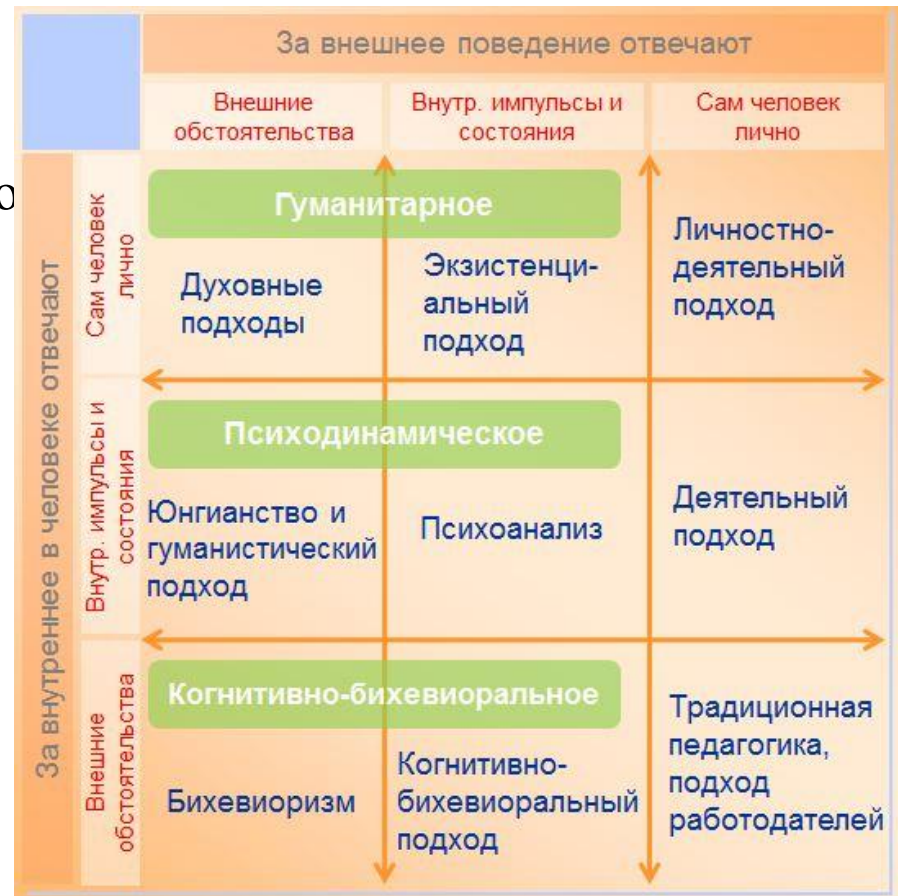 За внешнее поведение отвечают
Внешние
обстоятельства
Внутр. импульсы и
состояния
Сам человек
лично
За внутреннее в человеке отвечают
Сам человек
лично
Гуманитарное
Духовные
подходы
Экзистенци-
альный
подход
Личностно-
деятельный
подход
Внутр. импульсы и
состояния
Психодинамическое
Юнгианство и
гуманистический
подход
Психоанализ
Деятельный
подход
Внешние
обстоятельства
Когнитивно-бихевиоральное
Бихевиоризм
Когнитивно-
бихевиоральный
подход
Традиционная
педагогика,
подход
работодателей